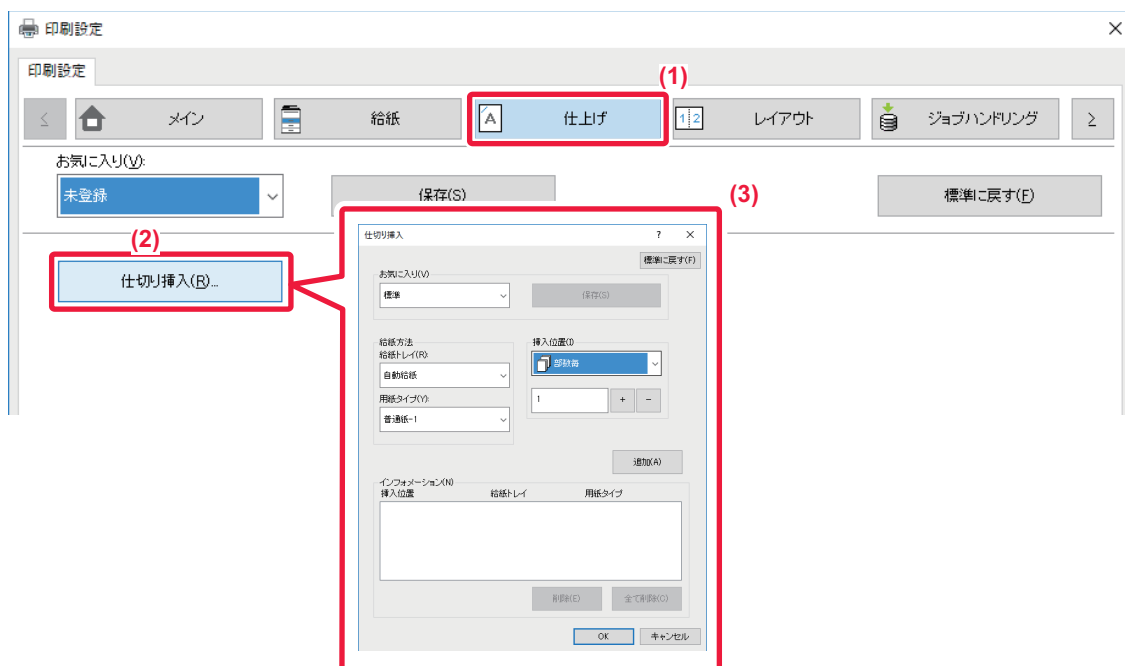 印刷設定
印刷設定
(1)
メイン
給紙
仕上げ
レイアウト
ジョブハンドリング
お気に入り(V):
未登録
保存(S)
(3)
標準に戻す(F)
(2)
仕切り挿入(R)...
仕切り挿入
標準に戻す(F)
お気に入り(V)
標準
保存(S)
給紙方法
給紙トレイ(R):
自動給紙
用紙タイプ(Y):
普通紙-1
挿入位置(I)
部数毎
1
+ -
追加(A)
インフォメーション(N)
挿入位置 給紙トレイ 用紙タイプ
削除(E) 全て削除(C)
OK キャンセル